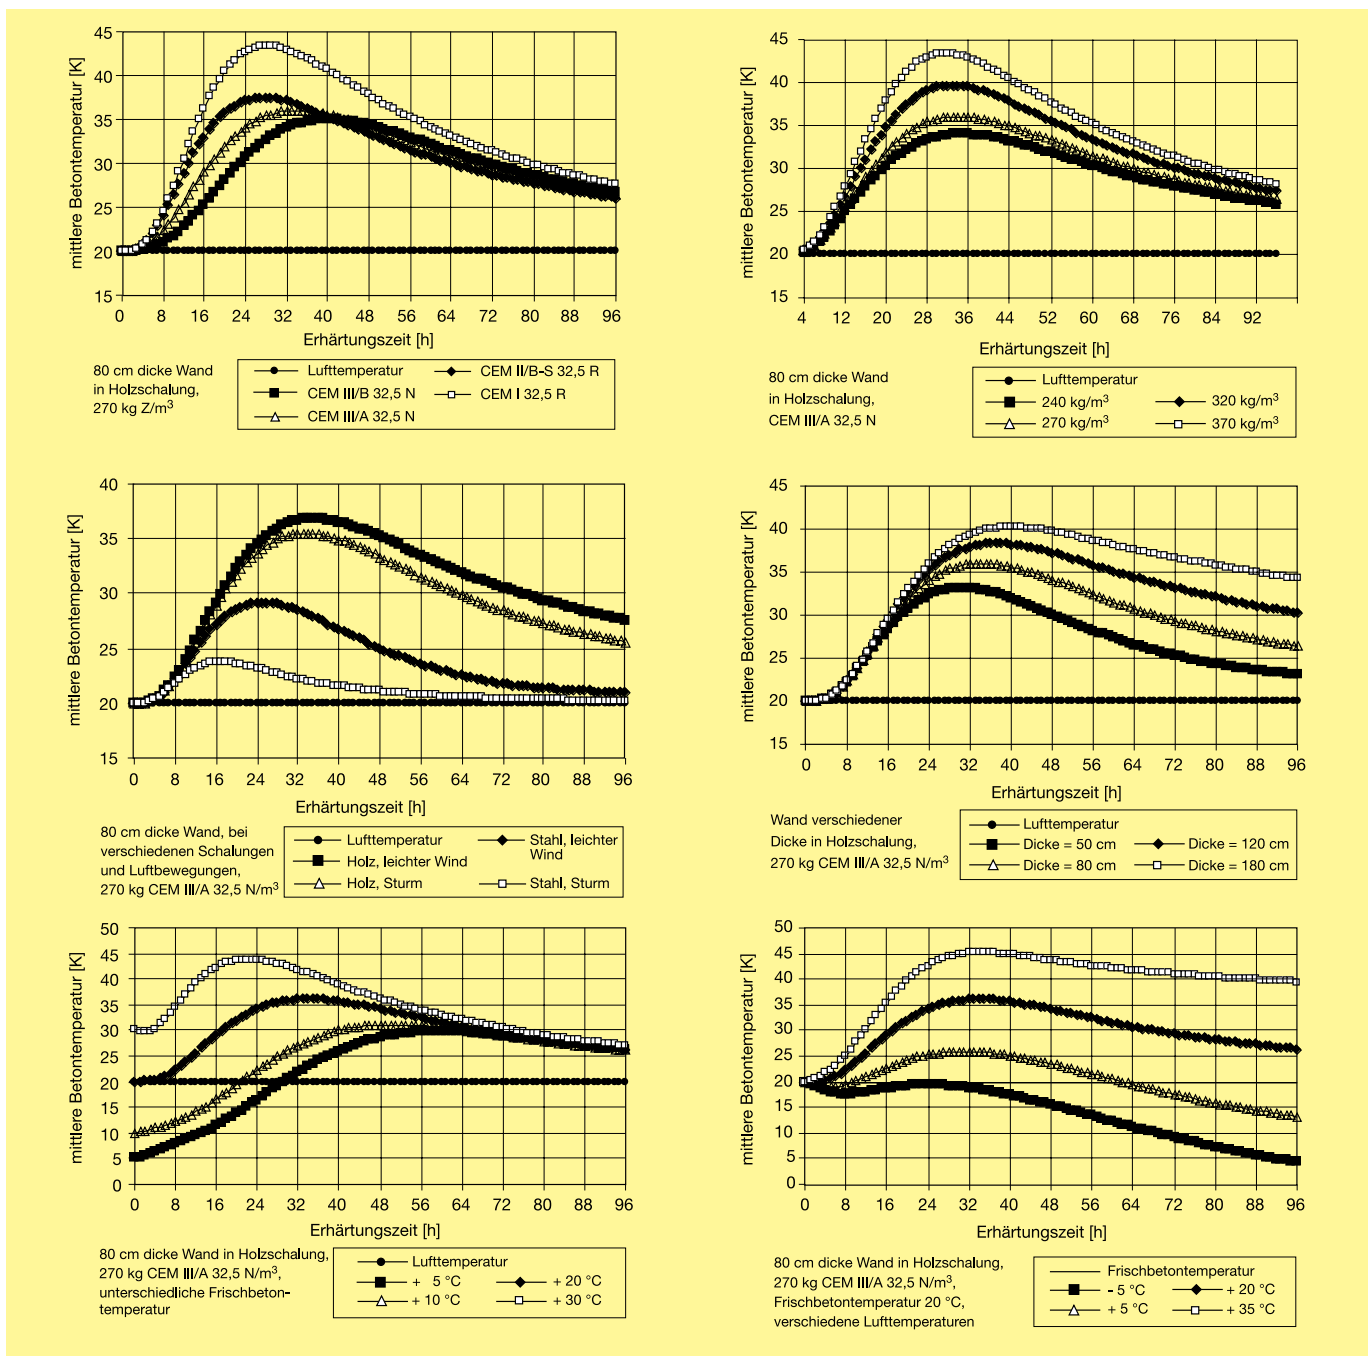 mittlere Betontemperatur [K]
45
40
35
30
25
20
15
0 8 16 24 32 40 48 56 64 72 80 88 96
Erhärtungszeit [h]
80 cm dicke Wand
in Holzschalung,
270 kg Z/m³
Lufttemperatur
CEM III/B 32,5 N
CEM III/A 32,5 N
CEM II/B-S 32,5 R
CEM I 32,5 R
mittlere Betontemperatur [K]
45
40
35
30
25
20
15
4 12 20 28 36 44 52 60 68 76 84 92
Erhärtungszeit [h]
80 cm dicke Wand
in Holzschalung,
CEM III/A 32,5 N
Lufttemperatur
240 kg/m³
270 kg/m³
320 kg/m³
370 kg/m³
mittlere Betontemperatur [K]
40
35
30
25
20
15
0 8 16 24 32 40 48 56 64 72 80 88 96
Erhärtungszeit [h]
80 cm dicke Wand, bei
verschiedenen Schalungen
und Luftbewegungen,
270 kg CEM III/A 32,5 N/m³
Lufttemperatur
Holz, leichter Wind
Holz, Sturm
Stahl, leichter
Wind
Stahl, Sturm
mittlere Betontemperatur [K]
45
40
35
30
25
20
15
0 8 16 24 32 40 48 56 64 72 80 88 96
Erhärtungszeit [h]
Wand verschiedener
Dicke in Holzschalung,
270 kg CEM III/A 32,5 N/m³
Lufttemperatur
Dicke = 50 cm
Dicke = 80 cm
Dicke = 120 cm
Dicke = 180 cm
mittlere Betontemperatur [K]
50
45
40
35
30
25
20
15
10
5
0
0 8 16 24 32 40 48 56 64 72 80 88 96
Erhärtungszeit [h]
80 cm dicke Wand in Holzschalung,
270 kg CEM III/A 32,5 N/m³,
unterschiedliche Frischbeton-
temperatur
Lufttemperatur
+ 5 °C
+ 10 °C
+ 20 °C
+ 30 °C
mittlere Betontemperatur [K]
50
45
40
35
30
25
20
15
10
5
0
0 8 16 24 32 40 48 56 64 72 80 88 96
Erhärtungszeit [h]
80 cm dicke Wand in Holzschalung,
270 kg CEM III/A 32,5 N/m³,
Frischbetontemperatur 20 °C,
verschiedene Lufttemperaturen
Frischbetontemperatur
- 5 °C
+ 5 °C
+ 20 °C
+ 35 °C